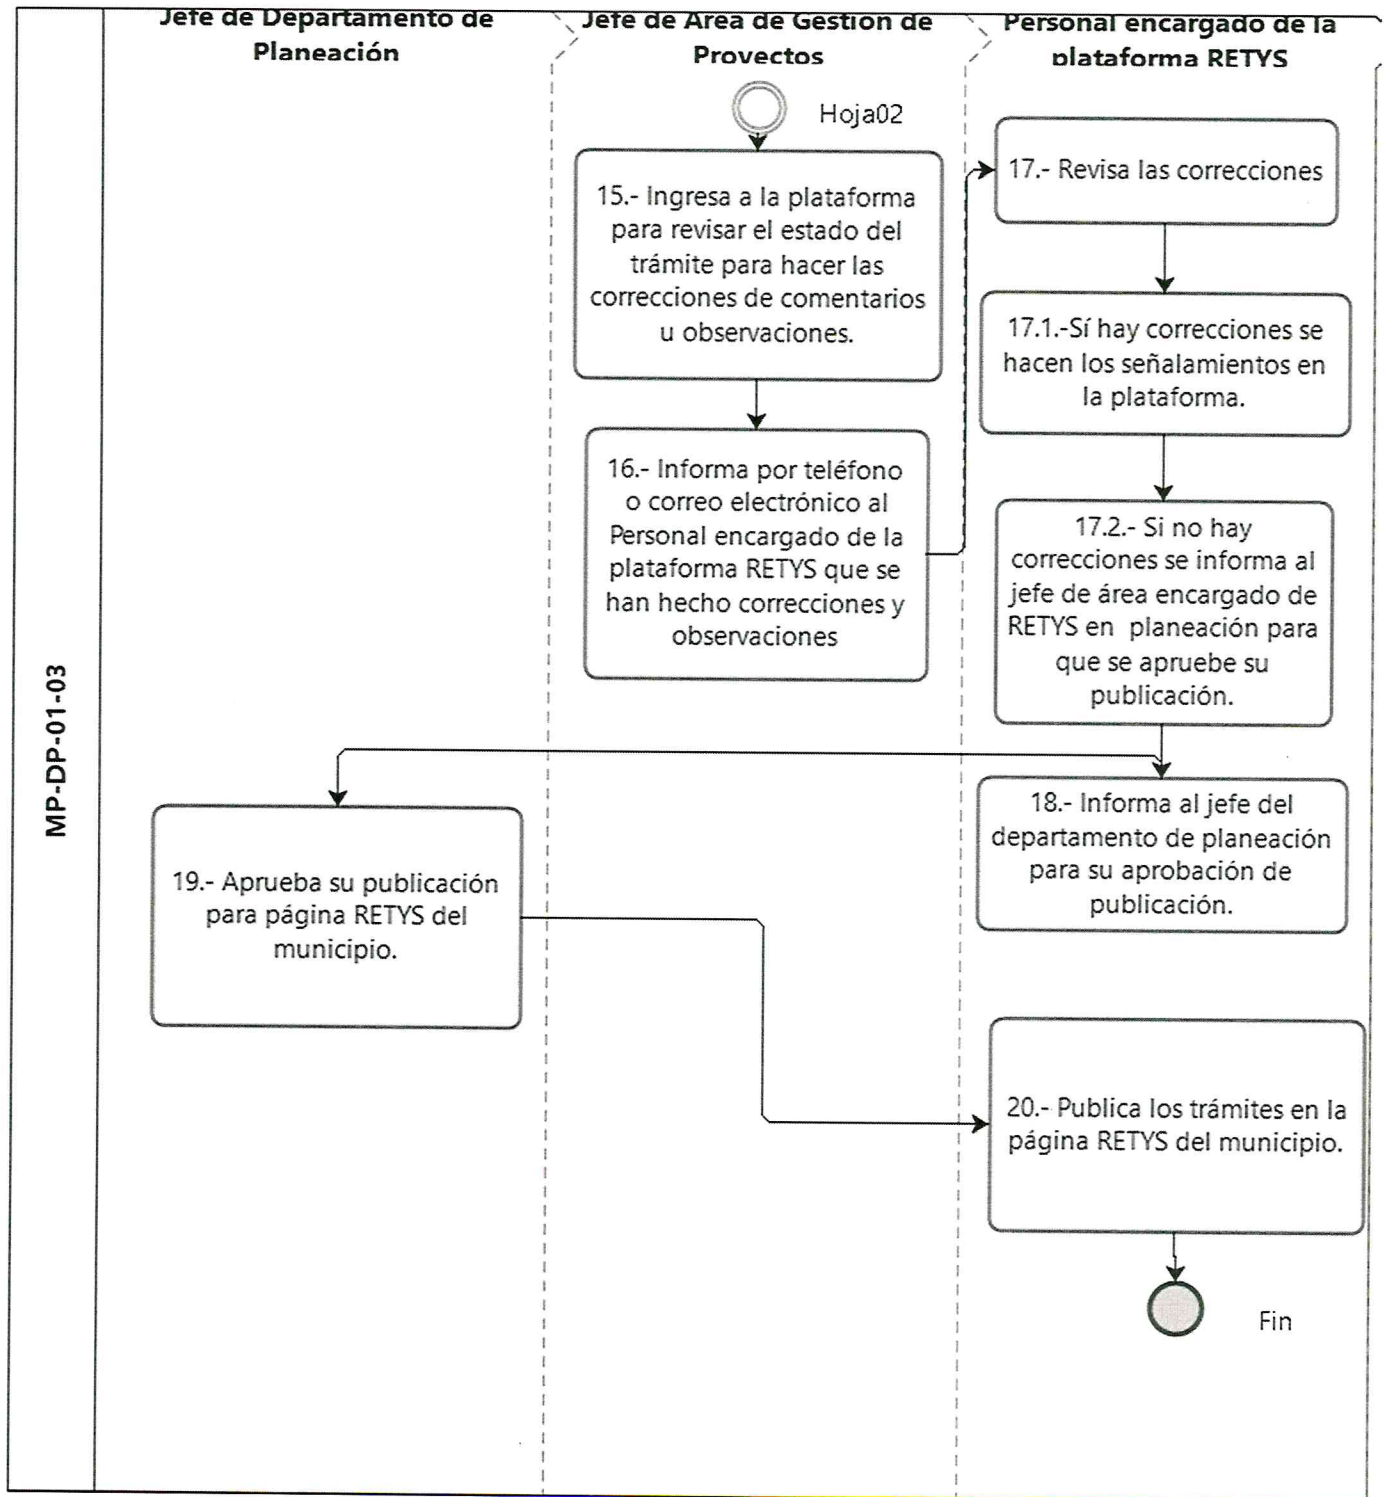 Jefe de Departamento de
Planeación
Jefe de Área de Gestión de
Proyectos
Personal encargado de la
plataforma RETYS
MP-DP-01-03
Hoja02
15.- Ingresa a la plataforma
para revisar el estado del
trámite para hacer las
correcciones de comentarios
u observaciones.
16.- Informa por teléfono
o correo electrónico al
Personal encargado de la
plataforma RETYS que se
han hecho correcciones y
observaciones
17.- Revisa las correcciones
17.1.-Sí hay correcciones se
hacen los señalamientos en
la plataforma.
17.2.- Si no hay
correcciones se informa al
jefe de área encargado de
RETYS en planeación para
que se apruebe su
publicación.
18.- Informa al jefe del
departamento de planeación
para su aprobación de
publicación.
19.- Aprueba su publicación
para página RETYS del
municipio.
20.- Publica los trámites en la
página RETYS del municipio.
Fin